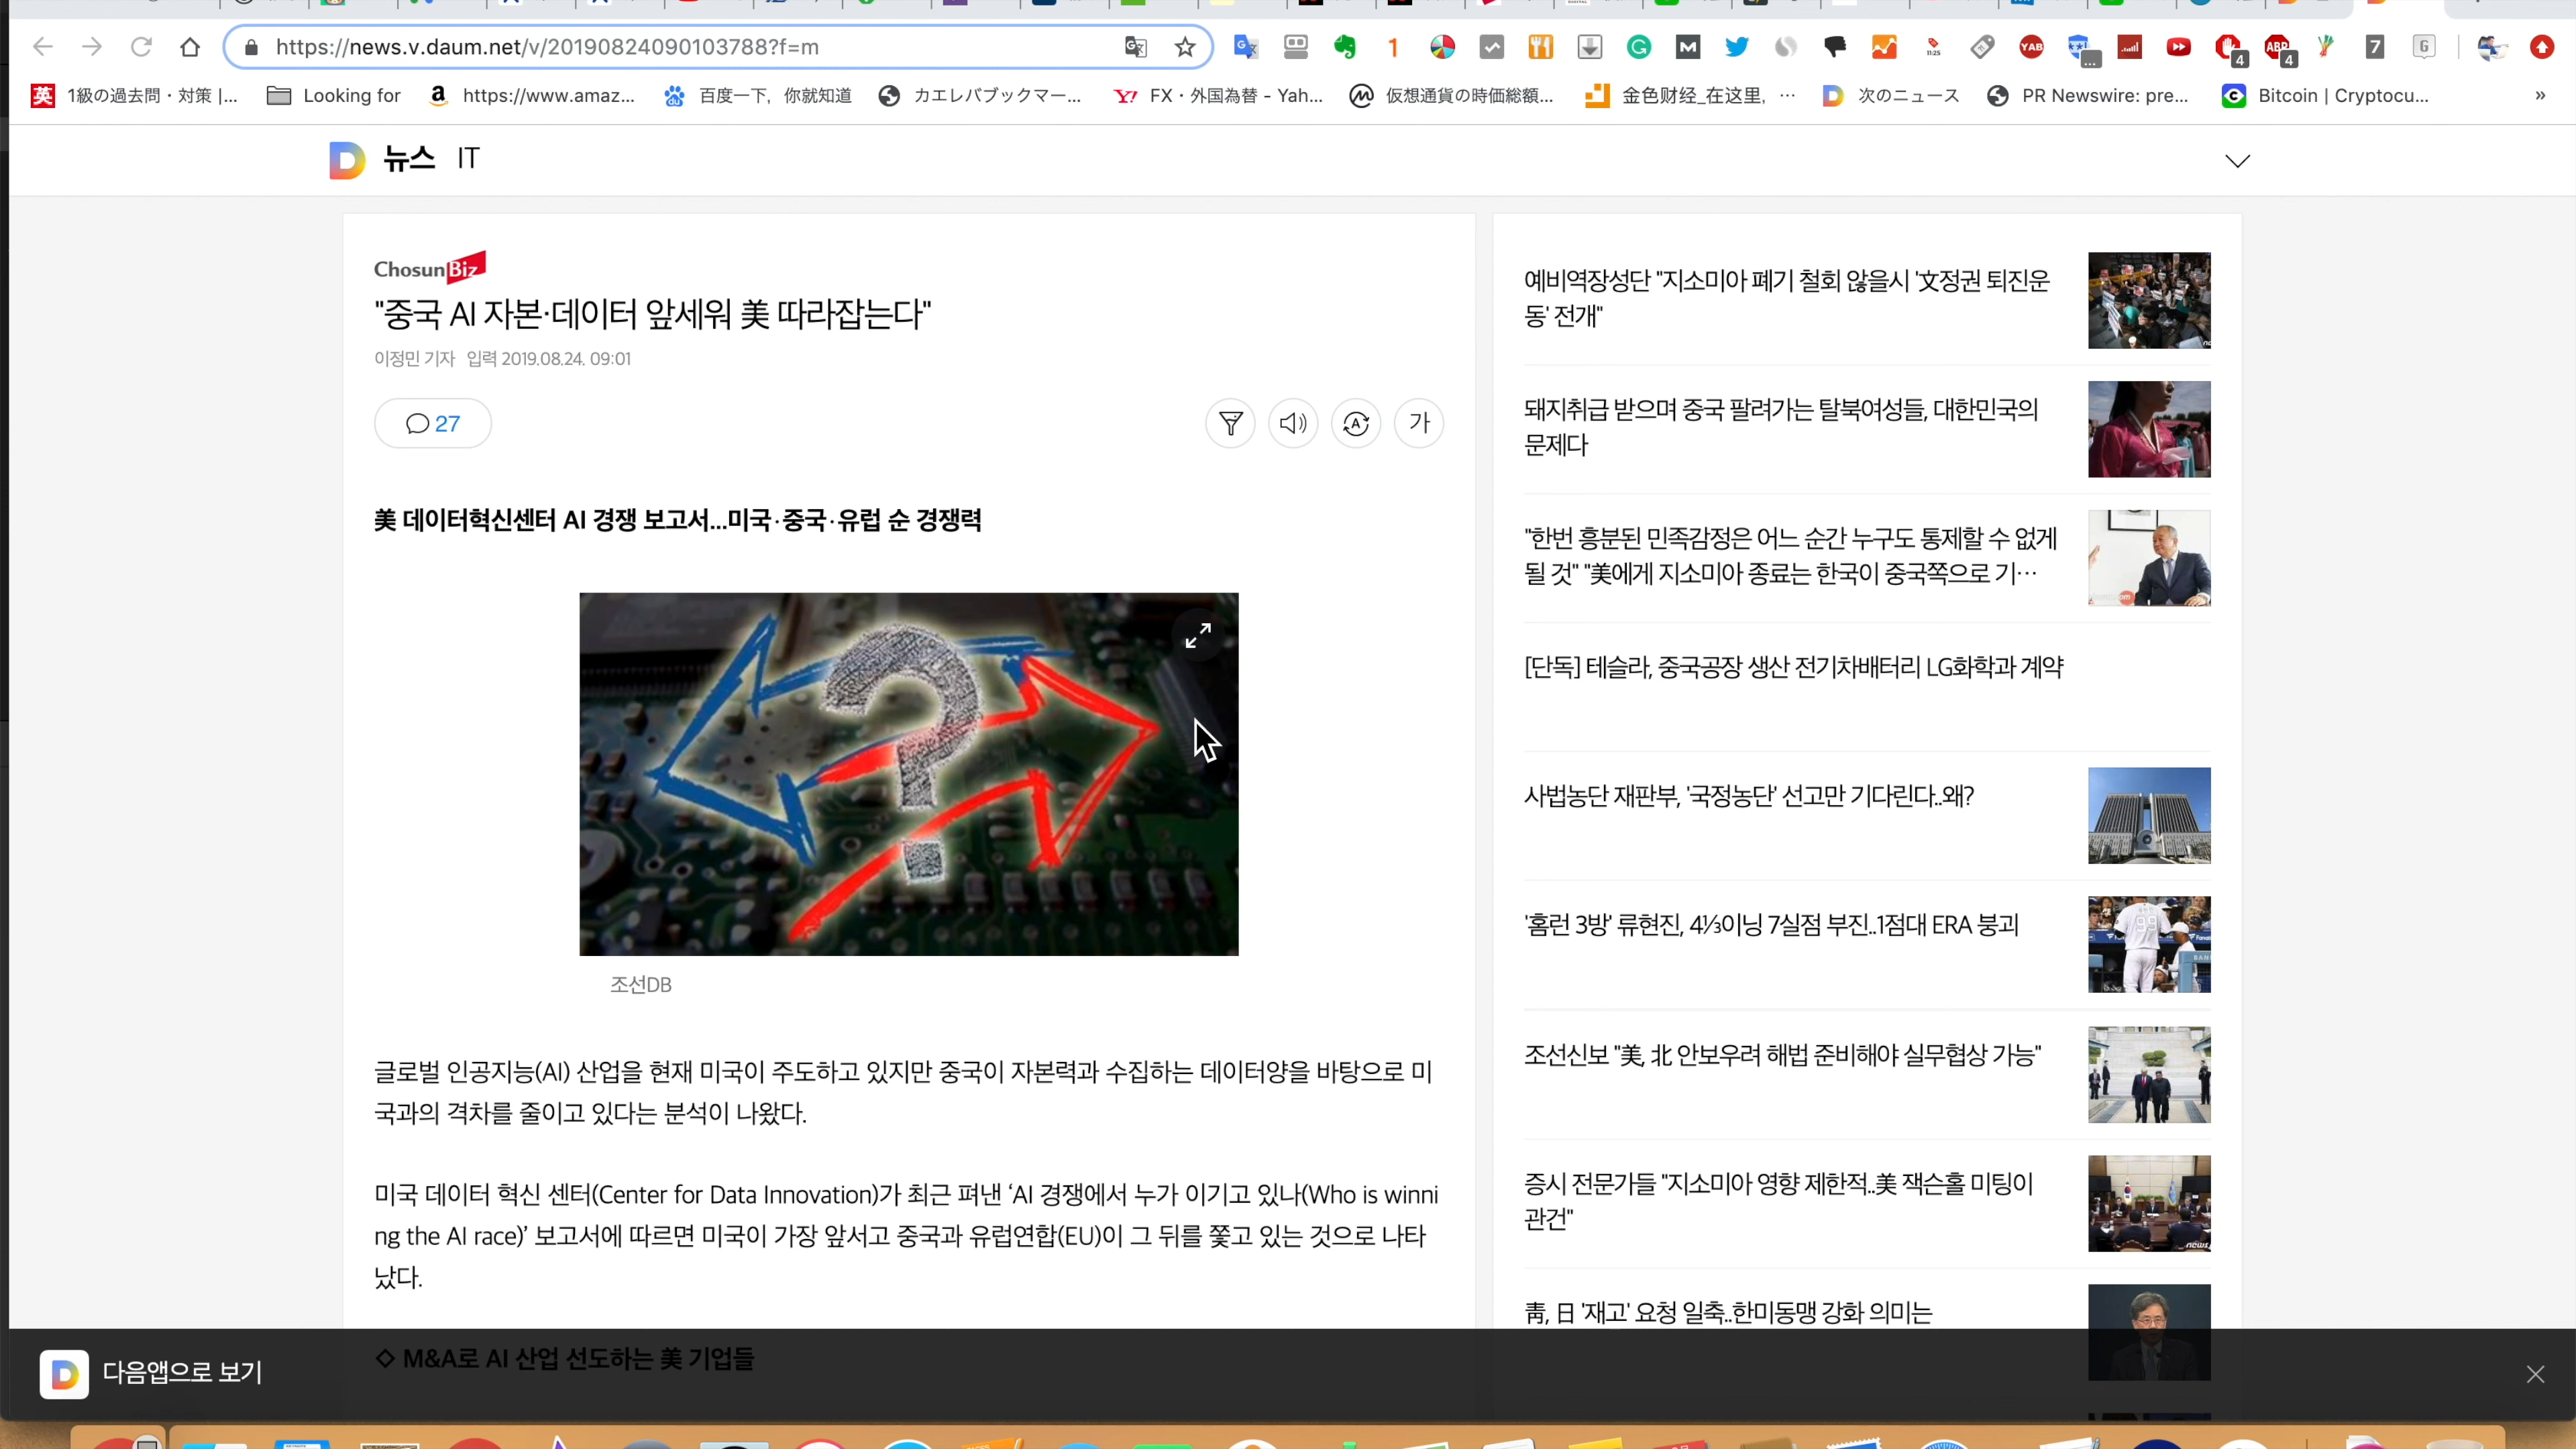 https://news.v.daum.net/v/20190824090103788?f=m
英 1級の過去問・対策 |...
Looking for
https://www.amaz...
百度一下，你就知道
カエレバブックマー...
FX・外国為替 - Yah...
仮想通貨の時価総額...
金色财经_在这里，...
次のニュース
PR Newswire: pre...
Bitcoin | Cryptocu...
»
뉴스 IT
ChosunBiz
"중국 AI 자본·데이터 앞세워 美 따라잡는다"
이정민 기자 입력 2019.08.24. 09:01
27
가
美 데이터혁신센터 AI 경쟁 보고서...미국·중국·유럽 순 경쟁력
조선DB
글로벌 인공지능(AI) 산업을 현재 미국이 주도하고 있지만 중국이 자본력과 수집하는 데이터양을 바탕으로 미
국과의 격차를 줄이고 있다는 분석이 나왔다.
미국 데이터 혁신 센터(Center for Data Innovation)가 최근 펴낸 ‘AI 경쟁에서 누가 이기고 있나(Who is winni
ng the AI race)’ 보고서에 따르면 미국이 가장 앞서고 중국과 유럽연합(EU)이 그 뒤를 쫓고 있는 것으로 나타
났다.
◇ M&A로 AI 산업 선도하는 美 기업들
예비역장성단 "지소미아 폐기 철회 않을시 '文정권 퇴진운
동' 전개"
돼지취급 받으며 중국 팔려가는 탈북여성들, 대한민국의
문제다
"한번 흥분된 민족감정은 어느 순간 누구도 통제할 수 없게
될 것" "美에게 지소미아 종료는 한국이 중국쪽으로 기…
[단독] 테슬라, 중국공장 생산 전기차배터리 LG화학과 계약
사법농단 재판부, '국정농단' 선고만 기다린다..왜?
'홈런 3방' 류현진, 4⅓이닝 7실점 부진..1점대 ERA 붕괴
조선신보 "美, 北 안보우려 해법 준비해야 실무협상 가능"
증시 전문가들 "지소미아 영향 제한적..美 잭슨홀 미팅이
관건"
靑, 日 '재고' 요청 일축..한미동맹 강화 의미는
다음앱으로 보기